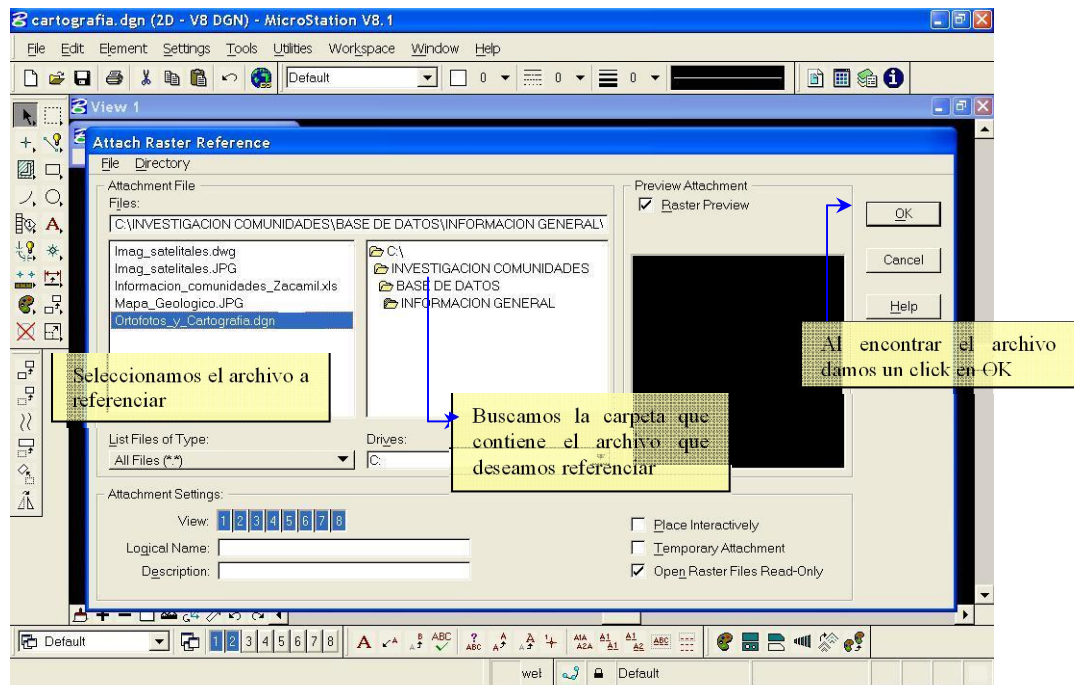 cartografia.dgn (2D - V8 DGN) - MicroStation V8.1
File Edit Element Settings Tools Utilities Workspace Window Help
Default 0 0 0
View 1
Attach Raster Reference
File Directory
Attachment File
Files:
C:\INVESTIGACION COMUNIDADES\BASE DE DATOS\INFORMACION GENERAL\
Imag_satelitales.dwg
Imag_satelitales.JPG
Informacion_comunidades_Zacamil.xls
Mapa_Geologico.JPG
Ortofotos_y_Cartografia.dgn
C:\
INVESTIGACION COMUNIDADES
BASE DE DATOS
INFORMACION GENERAL
Preview Attachment
Raster Preview
OK
Cancel
Help
Al encontrar el archivo
damos un click en OK
Seleccionamos el archivo a
referenciar
Buscamos la carpeta que
contiene el archivo que
deseamos referenciar
List Files of Type:
All Files (*.*)
Drives:
C:
Attachment Settings:
View: 1 2 3 4 5 6 7 8
Logical Name:
Description:
Place Interactively
Temporary Attachment
Open Raster Files Read-Only
Default 1 2 3 4 5 6 7 8
Default